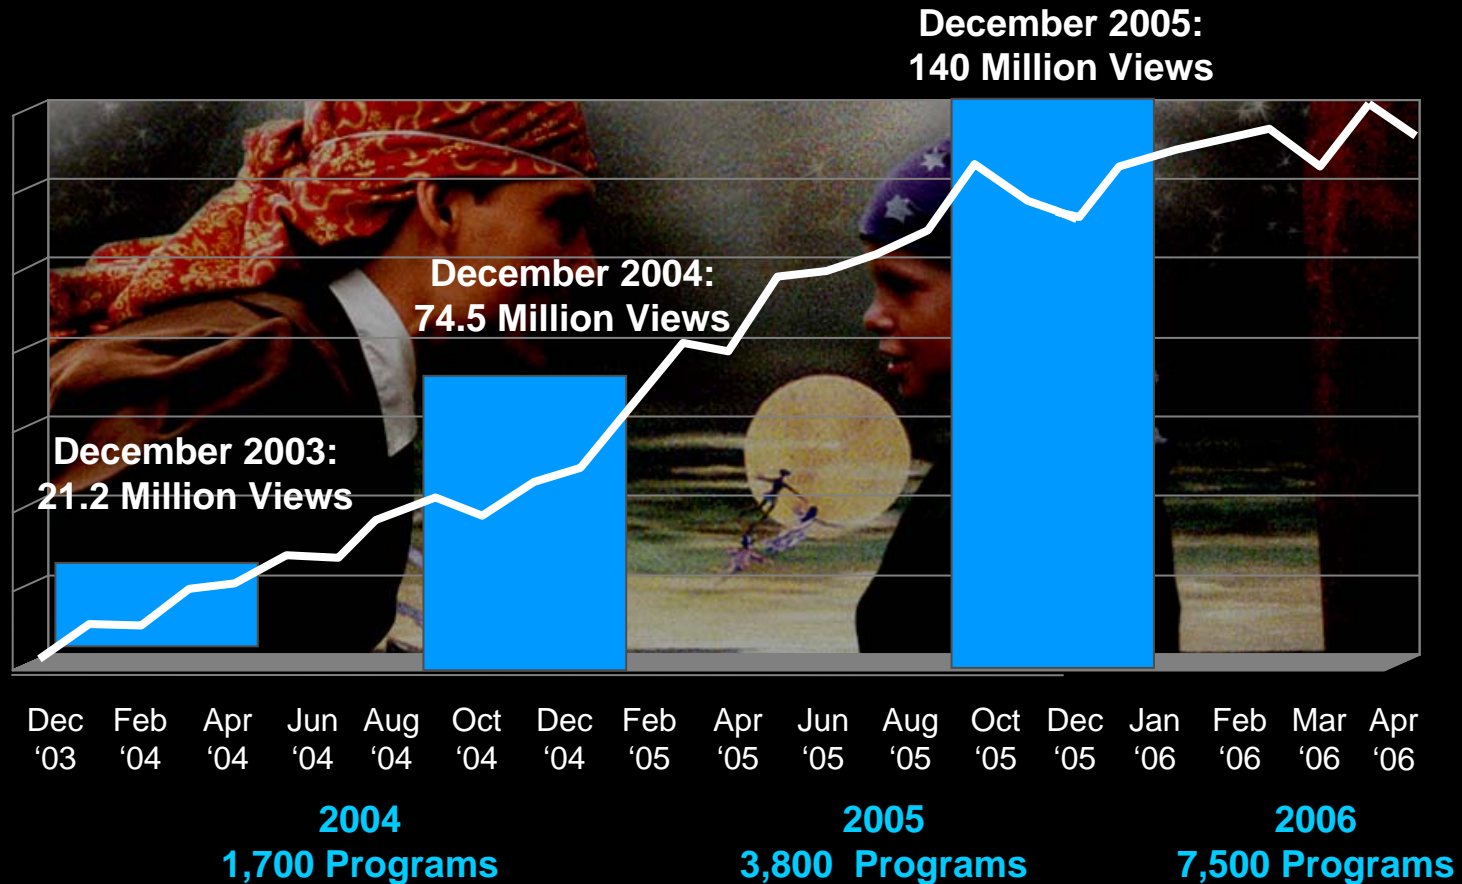 December 2005:
140 Million Views
December 2004:
74.5 Million Views
December 2003:
21.2 Million Views
Dec Feb Apr Jun Aug Oct Dec Feb Apr Jun Aug Oct Dec Jan Feb Mar Apr
‘03 ‘04 ‘04 ‘04 ‘04 ‘04 ‘04 ‘05 ‘05 ‘05 ‘05 ‘05 ‘05 ‘06 ‘06 ‘06 ‘06
2004 2005 2006
1,700 Programs 3,800 Programs 7,500 Programs